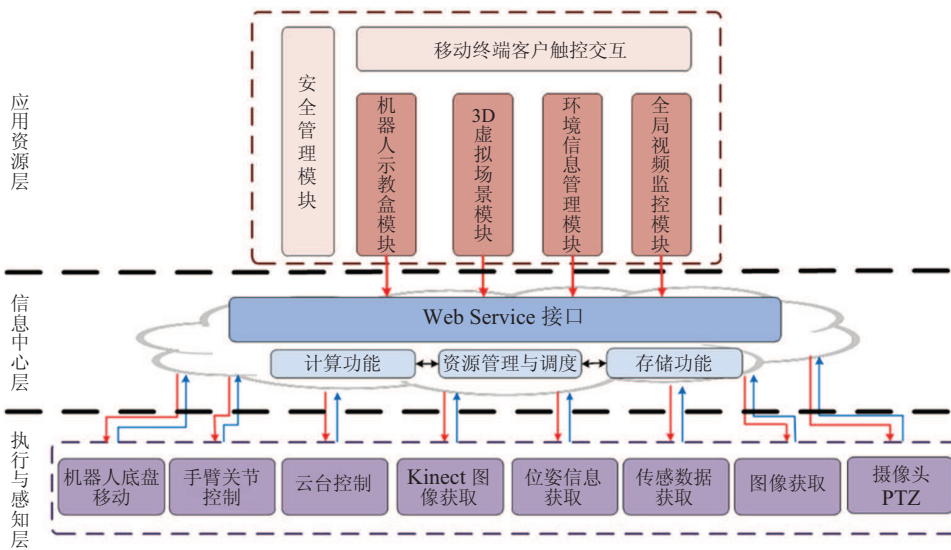 应用资源层
安全管理模块
移动终端客户触控交互
机器人示教盒模块
3D虚拟场景模块
环境信息管理模块
全局视频监控模块
信息中心层
Web Service 接口
计算功能
资源管理与调度
存储功能
执行与感知层
机器人底盘
移动
手臂关节
控制
云台控制
Kinect 图
像获取
位姿信息
获取
传感数据
获取
图像获取
摄像头
PTZ